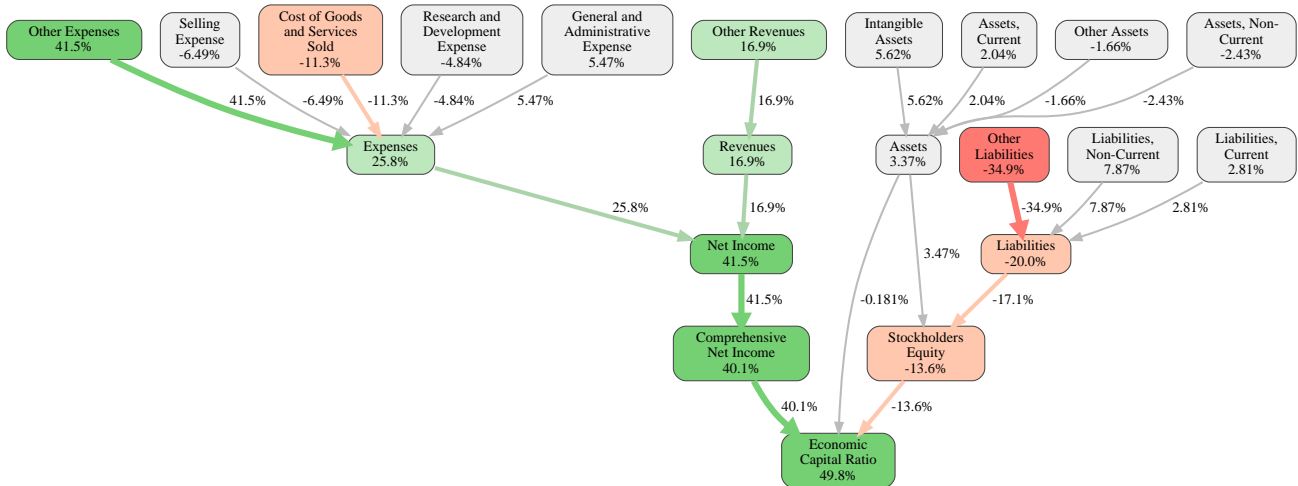 Other Expenses
41.5%
Selling
Expense
-6.49%
Cost of Goods
and Services
Sold
-11.3%
Research and
Development
Expense
-4.84%
General and
Administrative
Expense
5.47%
Other Revenues
16.9%
Intangible
Assets
5.62%
Assets,
Current
2.04%
Other Assets
-1.66%
Assets, Non-
Current
-2.43%
41.5%
-6.49%
-11.3%
-4.84%
5.47%
16.9%
5.62%
2.04%
-1.66%
-2.43%
Expenses
25.8%
Revenues
16.9%
Assets
3.37%
Other
Liabilities
-34.9%
Liabilities,
Non-Current
7.87%
Liabilities,
Current
2.81%
25.8%
16.9%
-34.9%
7.87%
2.81%
Net Income
41.5%
3.47%
Liabilities
-20.0%
41.5%
-0.181%
-17.1%
Comprehensive
Net Income
40.1%
Stockholders
Equity
-13.6%
40.1%
-13.6%
Economic
Capital Ratio
49.8%